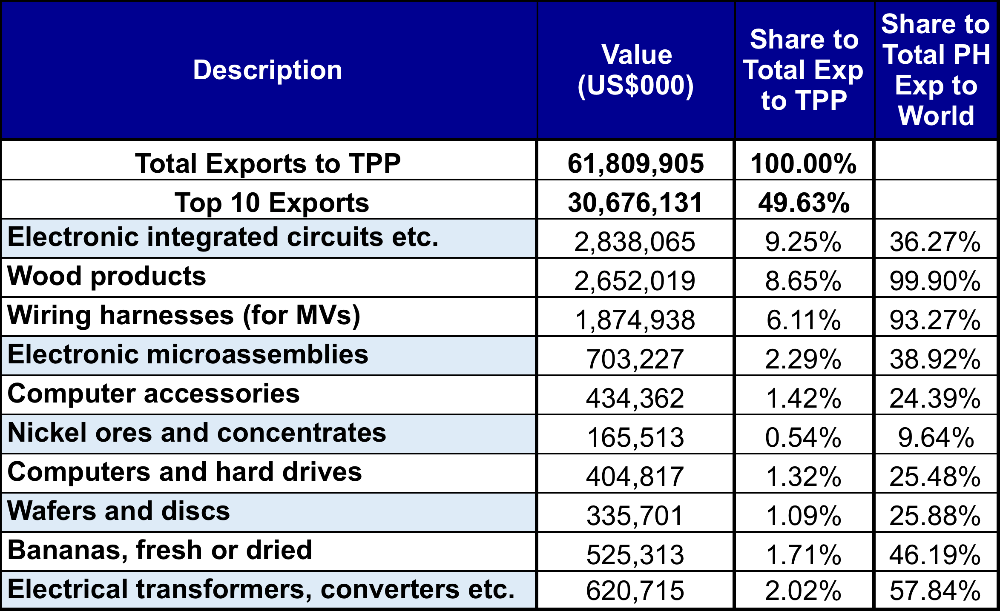 Description
Value
(US$000)
Share to
Total Exp
to TPP
Share to
Total PH
Exp to
World
Total Exports to TPP 61,809,905 100.00%
Top 10 Exports 30,676,131 49.63%
Electronic integrated circuits etc. 2,838,065 9.25% 36.27%
Wood products 2,652,019 8.65% 99.90%
Wiring harnesses (for MVs) 1,874,938 6.11% 93.27%
Electronic microassemblies 703,227 2.29% 38.92%
Computer accessories 434,362 1.42% 24.39%
Nickel ores and concentrates 165,513 0.54% 9.64%
Computers and hard drives 404,817 1.32% 25.48%
Wafers and discs 335,701 1.09% 25.88%
Bananas, fresh or dried 525,313 1.71% 46.19%
Electrical transformers, converters etc. 620,715 2.02% 57.84%